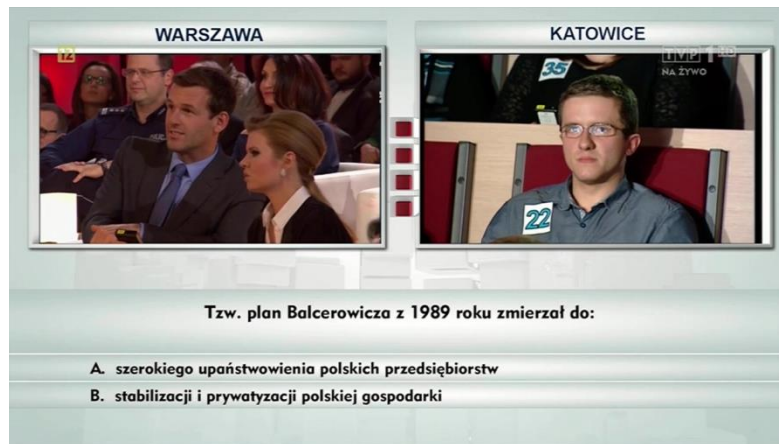 WARSZAWA
KATOWICE
12
35
TVP 1 HD
NA ŻYWO
22
Tzw. plan Balcerowicza z 1989 roku zmierzał do:
A. szerokiego upaństwowienia polskich przedsiębiorstw
B. stabilizacji i prywatyzacji polskiej gospodarki